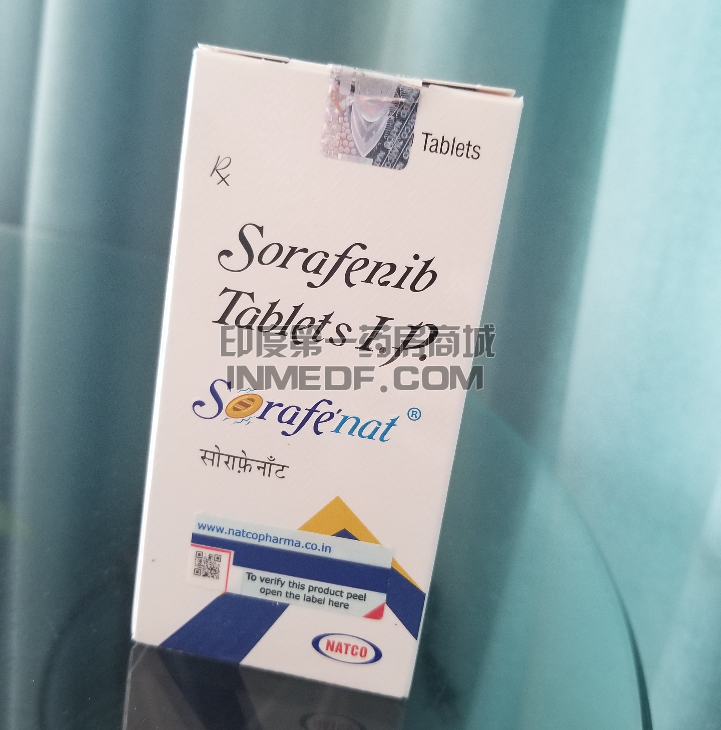 Tablets
Rx
Sorafenib
Tablets I.P.
印度第一药房商城
INMEDF.COM
Sorafenat ®
सोराफ़ेनाँट
www.natcopharma.co.in
To verify this product peel
open the label here
NATCO